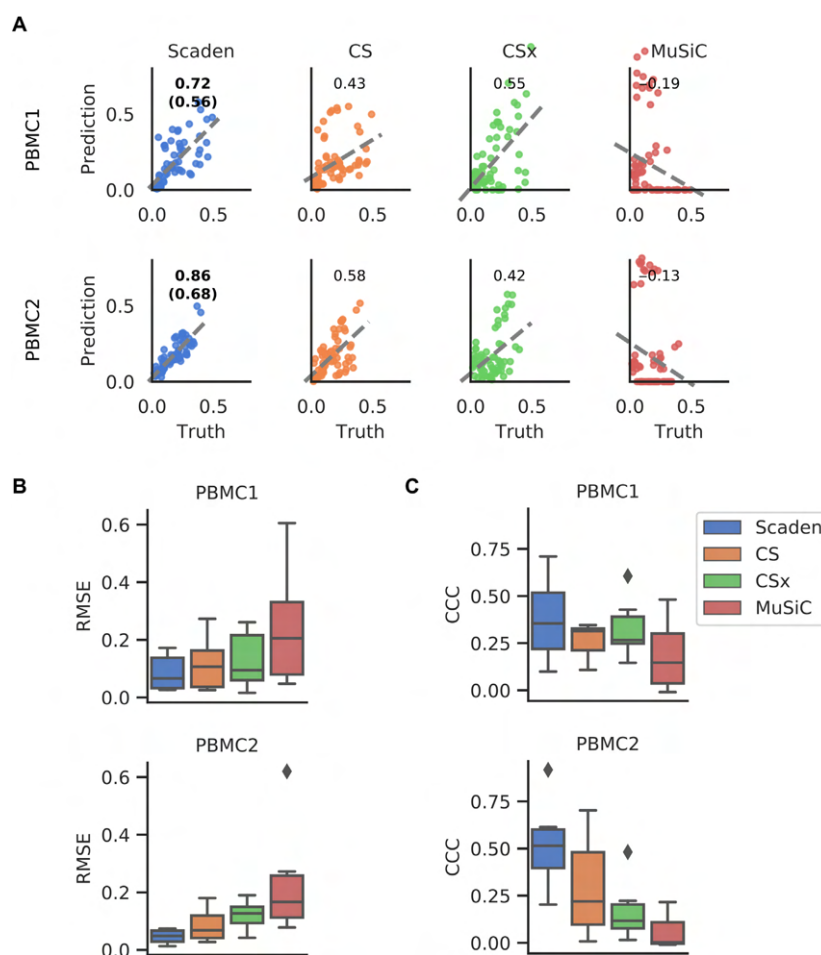 A
Scaden CS CSx MuSiC
PBMC1
Prediction
0.5
0.0
0.72
(0.56)
0.43
0.55
−0.19
0.0 0.5 0.0 0.5 0.0 0.5 0.0 0.5
PBMC2
Prediction
0.5
0.0
0.86
(0.68)
0.58
0.42
−0.13
0.0 0.5 0.0 0.5 0.0 0.5 0.0 0.5
Truth Truth Truth Truth
B
PBMC1
RMSE
0.6
0.4
0.2
0.0
PBMC2
RMSE
0.6
0.4
0.2
0.0
C
PBMC1
CCC
0.75
0.50
0.25
0.00
Scaden
CS
CSx
MuSiC
PBMC2
CCC
0.75
0.50
0.25
0.00